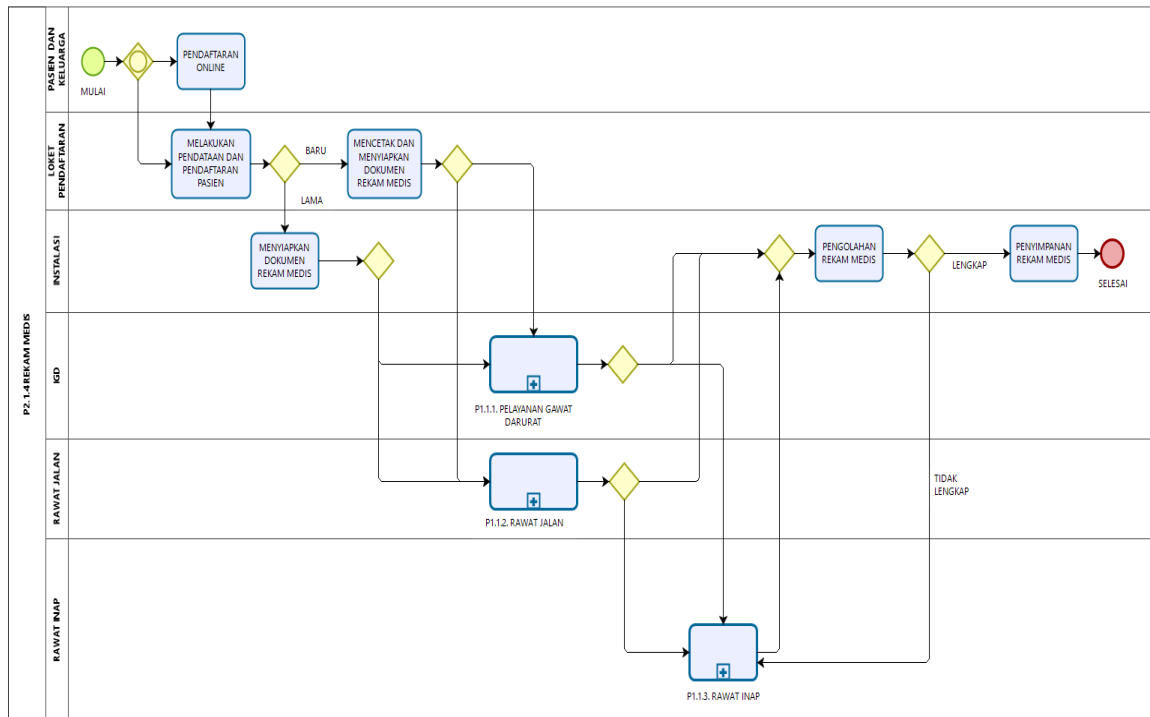 P2.1.4 REKAM MEDIS
PASIEN DAN
KELUARGA
MULAI
PENDAFTARAN
ONLINE
LOKET
PENDAFTARAN
MELAKUKAN
PENDATAAN DAN
PENDAFTARAN
PASIEN
BARU
LAMA
MENCETAK DAN
MENYIAPKAN
DOKUMEN
REKAM MEDIS
INSTALASI
MENYIAPKAN
DOKUMEN
REKAM MEDIS
PENGOLAHAN
REKAM MEDIS
LENGKAP
PENYIMPANAN
REKAM MEDIS
SELESAI
IGD
P1.1.1. PELAYANAN GAWAT
DARURAT
RAWAT JALAN
P1.1.2. RAWAT JALAN
TIDAK
LENGKAP
RAWAT INAP
P1.1.3. RAWAT INAP